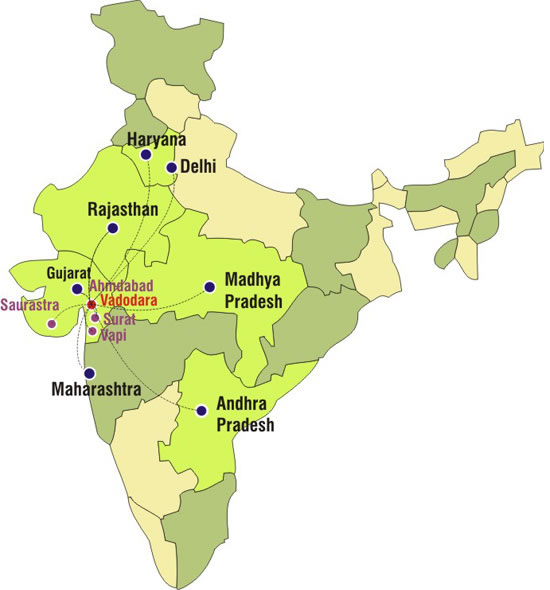 Haryana
Delhi
Rajasthan
Gujarat
Ahmdabad
Vadodara
Madhya
Pradesh
Saurastra
Surat
Vapi
Maharashtra
Andhra
Pradesh